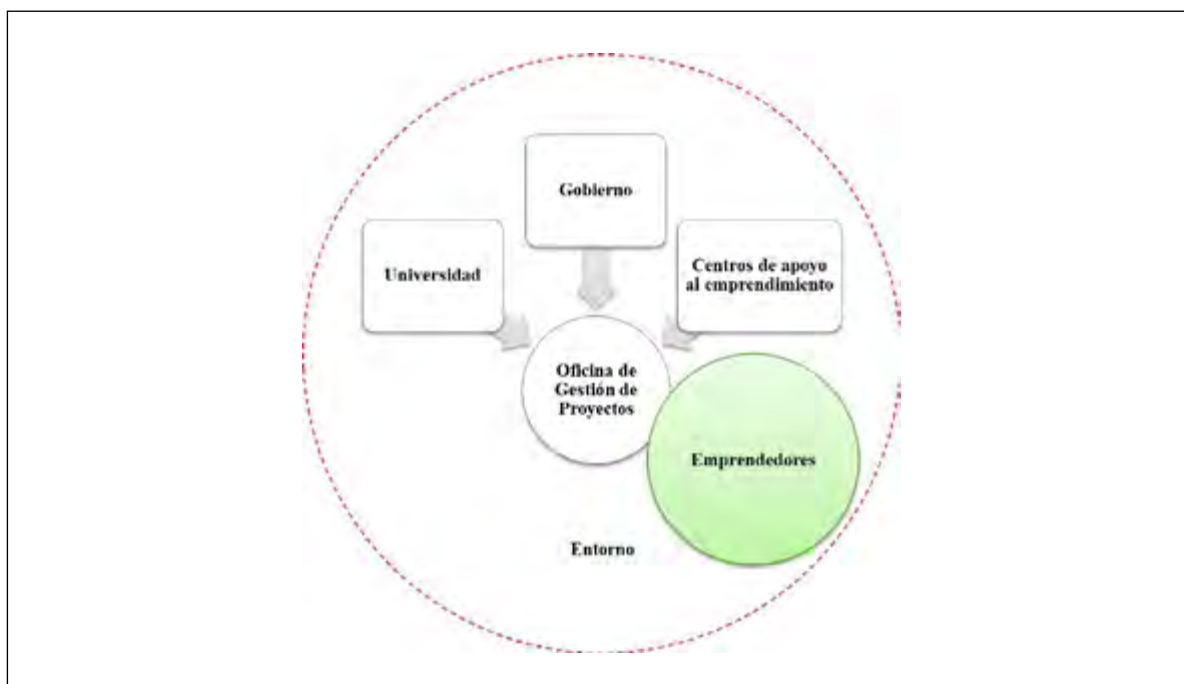 Gobierno
Universidad
Centros de apoyo
al emprendimiento
Oficina de
Gestión de
Proyectos
Emprendedores
Entorno